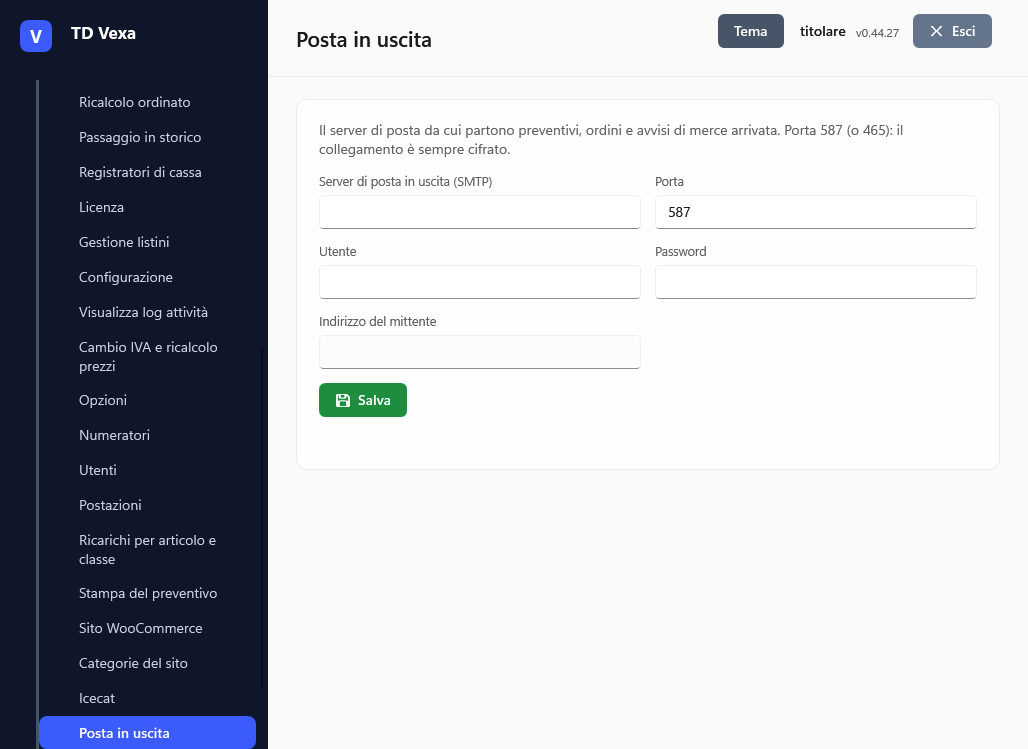 V TD Vexa
Ricalcolo ordinato
Passaggio in storico
Registratori di cassa
Licenza
Gestione listini
Configurazione
Visualizza log attività
Cambio IVA e ricalcolo
prezzi
Opzioni
Numeratori
Utenti
Postazioni
Ricarichi per articolo e
classe
Stampa del preventivo
Sito WooCommerce
Categorie del sito
Icecat
Posta in uscita
Posta in uscita
Tema titolare v0.44.27 Esci
Il server di posta da cui partono preventivi, ordini e avvisi di merce arrivata. Porta 587 (o 465): il
collegamento è sempre cifrato.
Server di posta in uscita (SMTP) Porta
587
Utente Password
Indirizzo del mittente
Salva